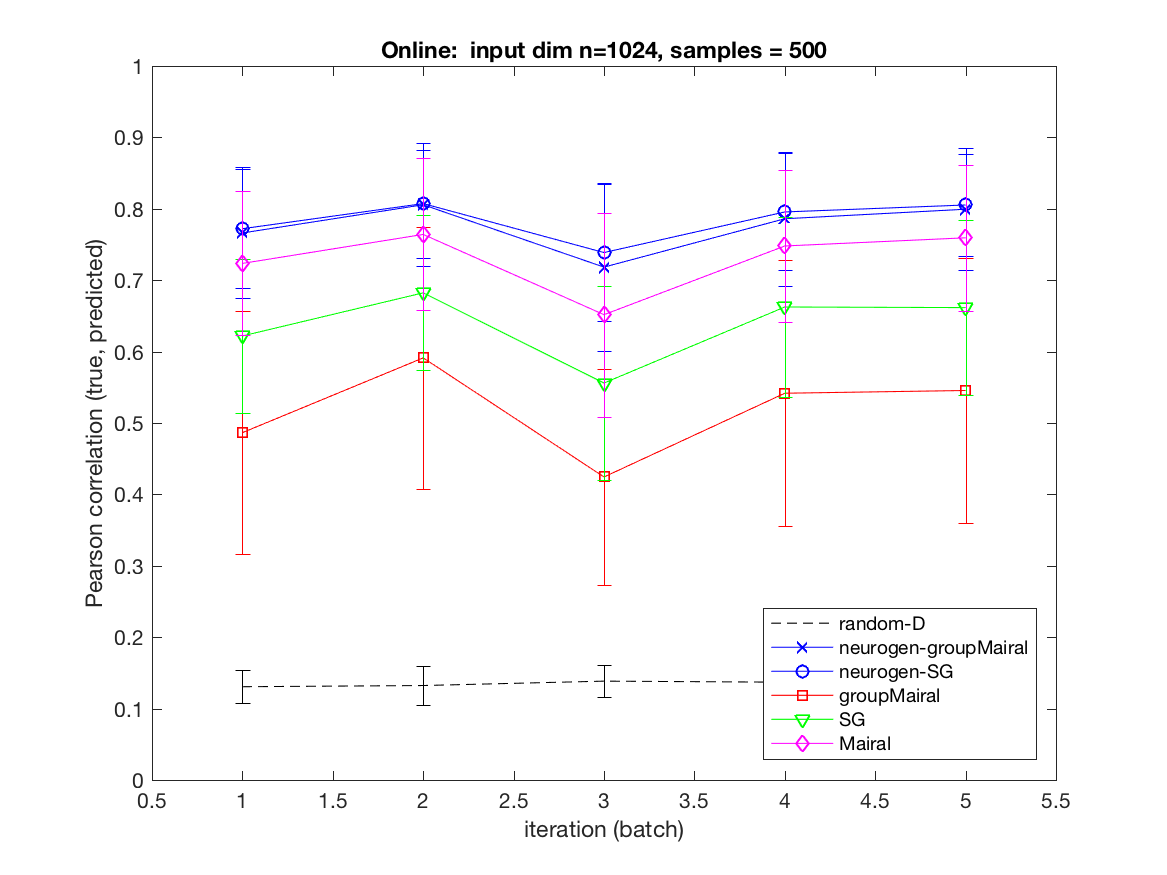 Online:  input dim n=1024, samples = 500
Pearson correlation (true, predicted)
1
0.9
0.8
0.7
0.6
0.5
0.4
0.3
0.2
0.1
0
random-D
neurogen-groupMairal
neurogen-SG
groupMairal
SG
Mairal
0.5 1 1.5 2 2.5 3 3.5 4 4.5 5 5.5
iteration (batch)